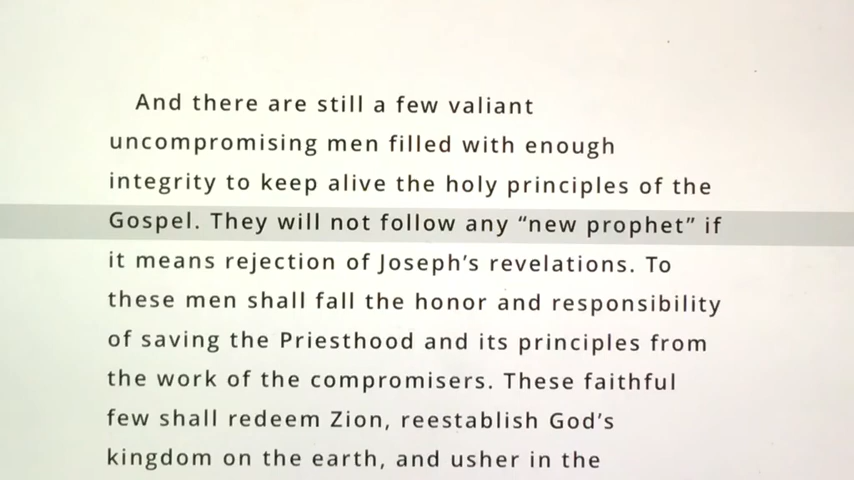 And there are still a few valiant
uncompromising men filled with enough
integrity to keep alive the holy principles of the
Gospel. They will not follow any “new prophet” if
it means rejection of Joseph’s revelations. To
these men shall fall the honor and responsibility
of saving the Priesthood and its principles from
the work of the compromisers. These faithful
few shall redeem Zion, reestablish God’s
kingdom on the earth, and usher in the